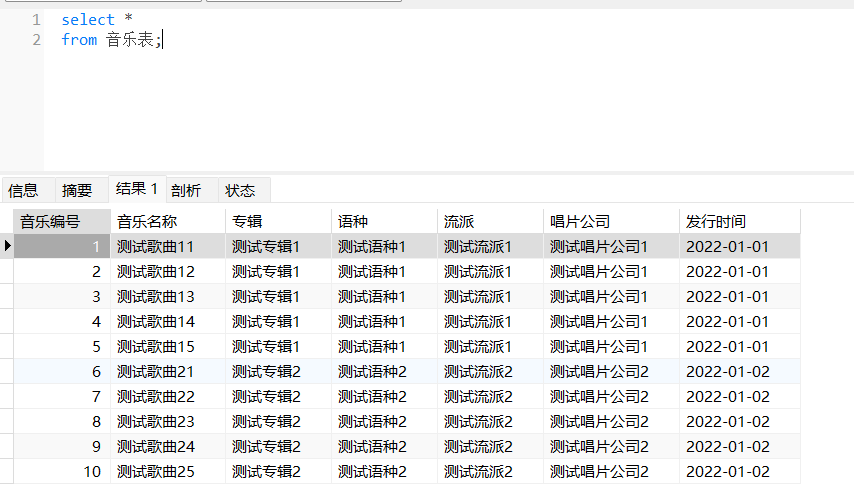 1 select *
2 from 音乐表;
信息 摘要 结果 1 剖析 状态
音乐编号 音乐名称 专辑 语种 流派 唱片公司 发行时间
1 测试歌曲11 测试专辑1 测试语种1 测试流派1 测试唱片公司1 2022-01-01
2 测试歌曲12 测试专辑1 测试语种1 测试流派1 测试唱片公司1 2022-01-01
3 测试歌曲13 测试专辑1 测试语种1 测试流派1 测试唱片公司1 2022-01-01
4 测试歌曲14 测试专辑1 测试语种1 测试流派1 测试唱片公司1 2022-01-01
5 测试歌曲15 测试专辑1 测试语种1 测试流派1 测试唱片公司1 2022-01-01
6 测试歌曲21 测试专辑2 测试语种2 测试流派2 测试唱片公司2 2022-01-02
7 测试歌曲22 测试专辑2 测试语种2 测试流派2 测试唱片公司2 2022-01-02
8 测试歌曲23 测试专辑2 测试语种2 测试流派2 测试唱片公司2 2022-01-02
9 测试歌曲24 测试专辑2 测试语种2 测试流派2 测试唱片公司2 2022-01-02
10 测试歌曲25 测试专辑2 测试语种2 测试流派2 测试唱片公司2 2022-01-02